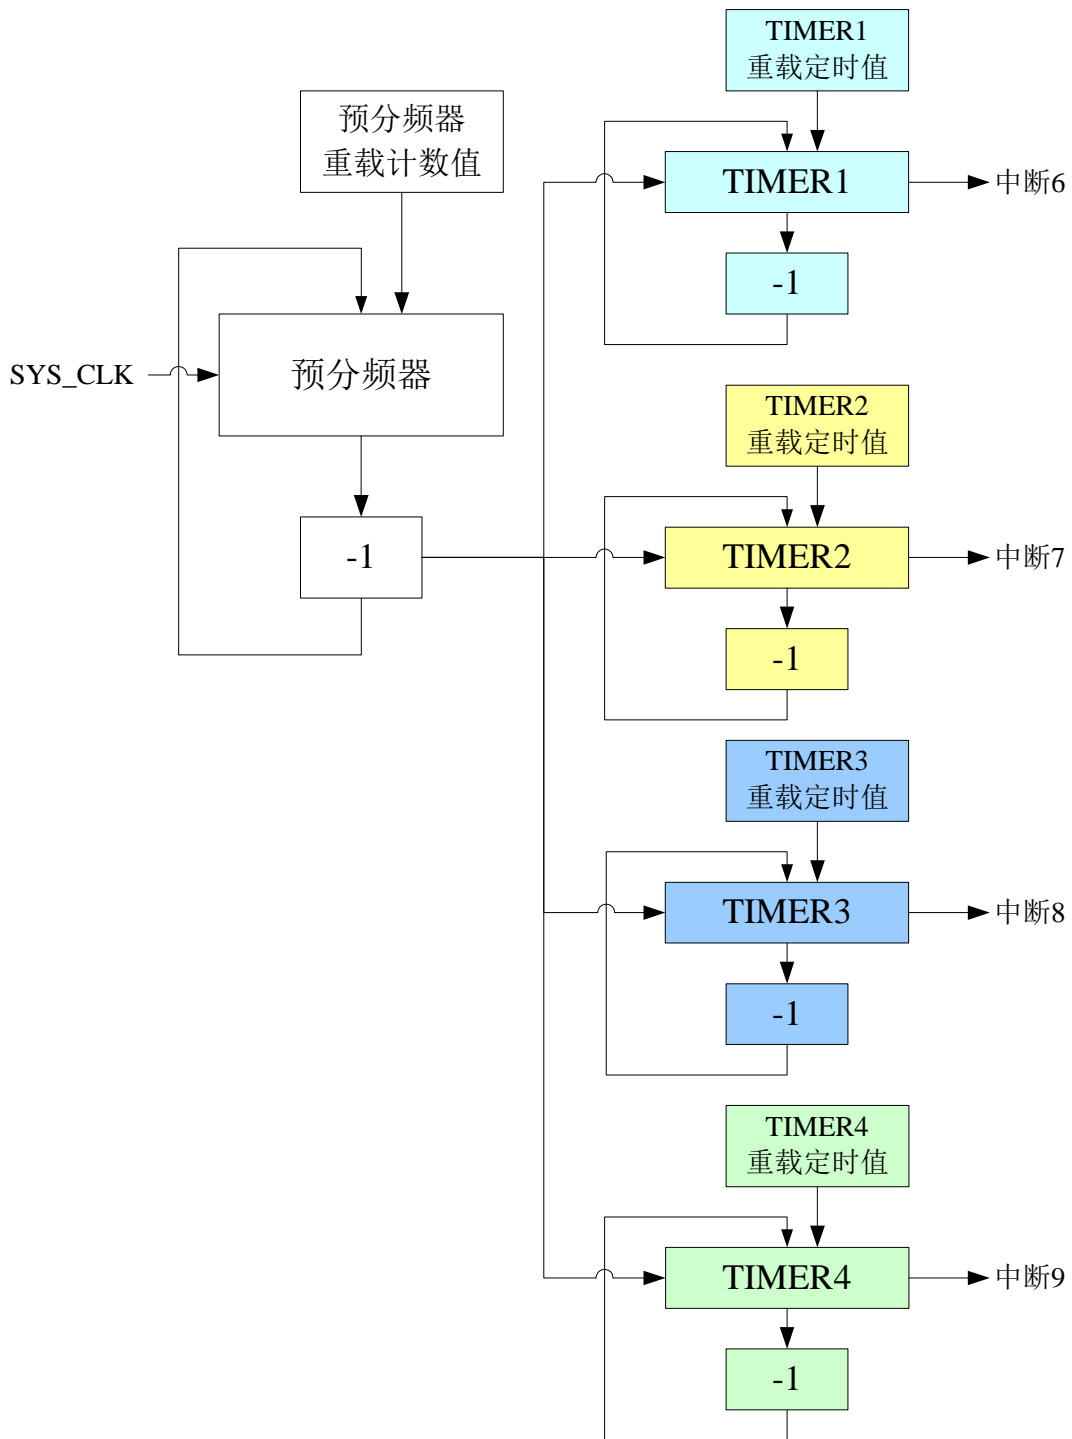 TIMER1
重载定时值
预分频器
重载计数值
TIMER1
中断6
-1
SYS_CLK
预分频器
TIMER2
重载定时值
-1
TIMER2
中断7
-1
TIMER3
重载定时值
TIMER3
中断8
-1
TIMER4
重载定时值
TIMER4
中断9
-1